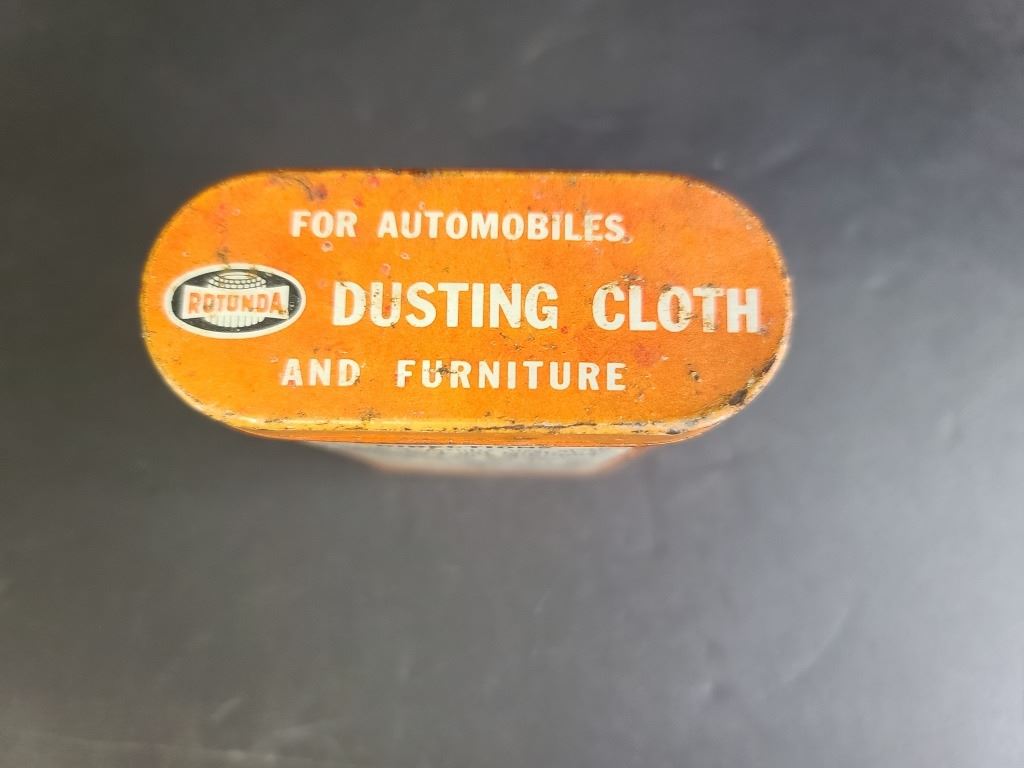 FOR AUTOMOBILES
ROTUNDA
DUSTING CLOTH
AND FURNITURE